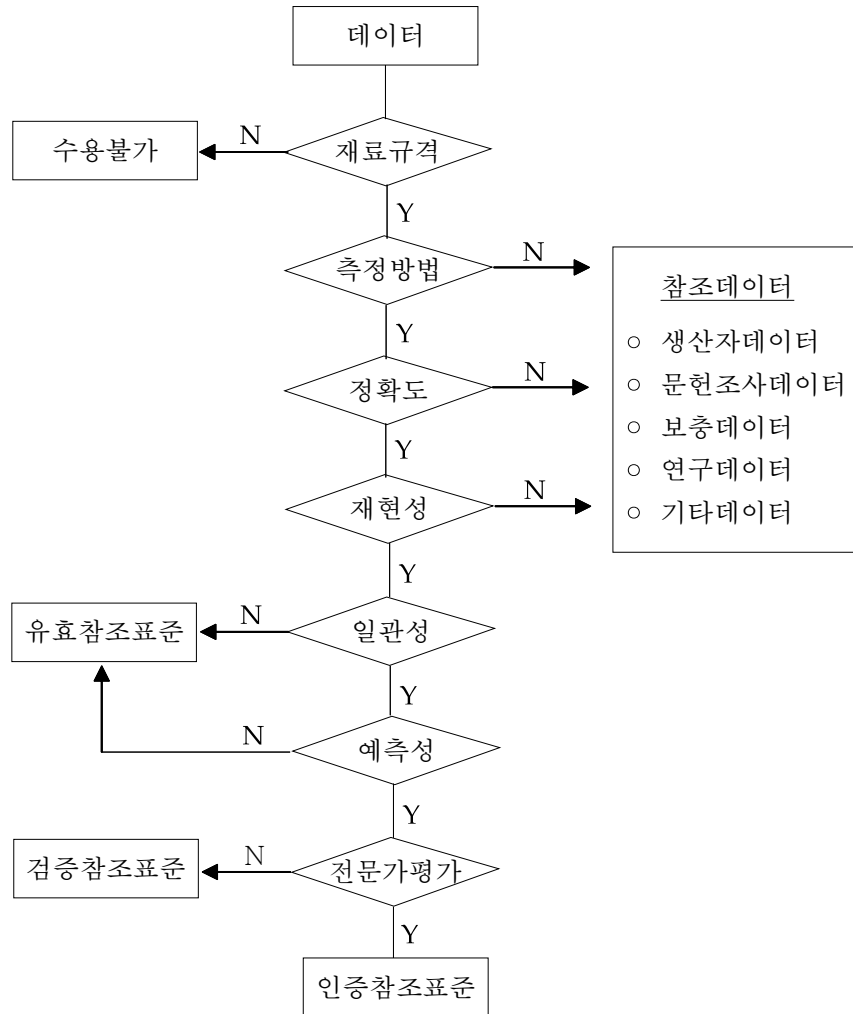 데이터
수용불가
N
재료규격
Y
측정방법
N
참조데이터
○ 생산자데이터
○ 문헌조사데이터
○ 보충데이터
○ 연구데이터
○ 기타데이터
Y
정확도
N
Y
재현성
N
Y
유효참조표준
N
일관성
Y
N
예측성
Y
검증참조표준
N
전문가평가
Y
인증참조표준